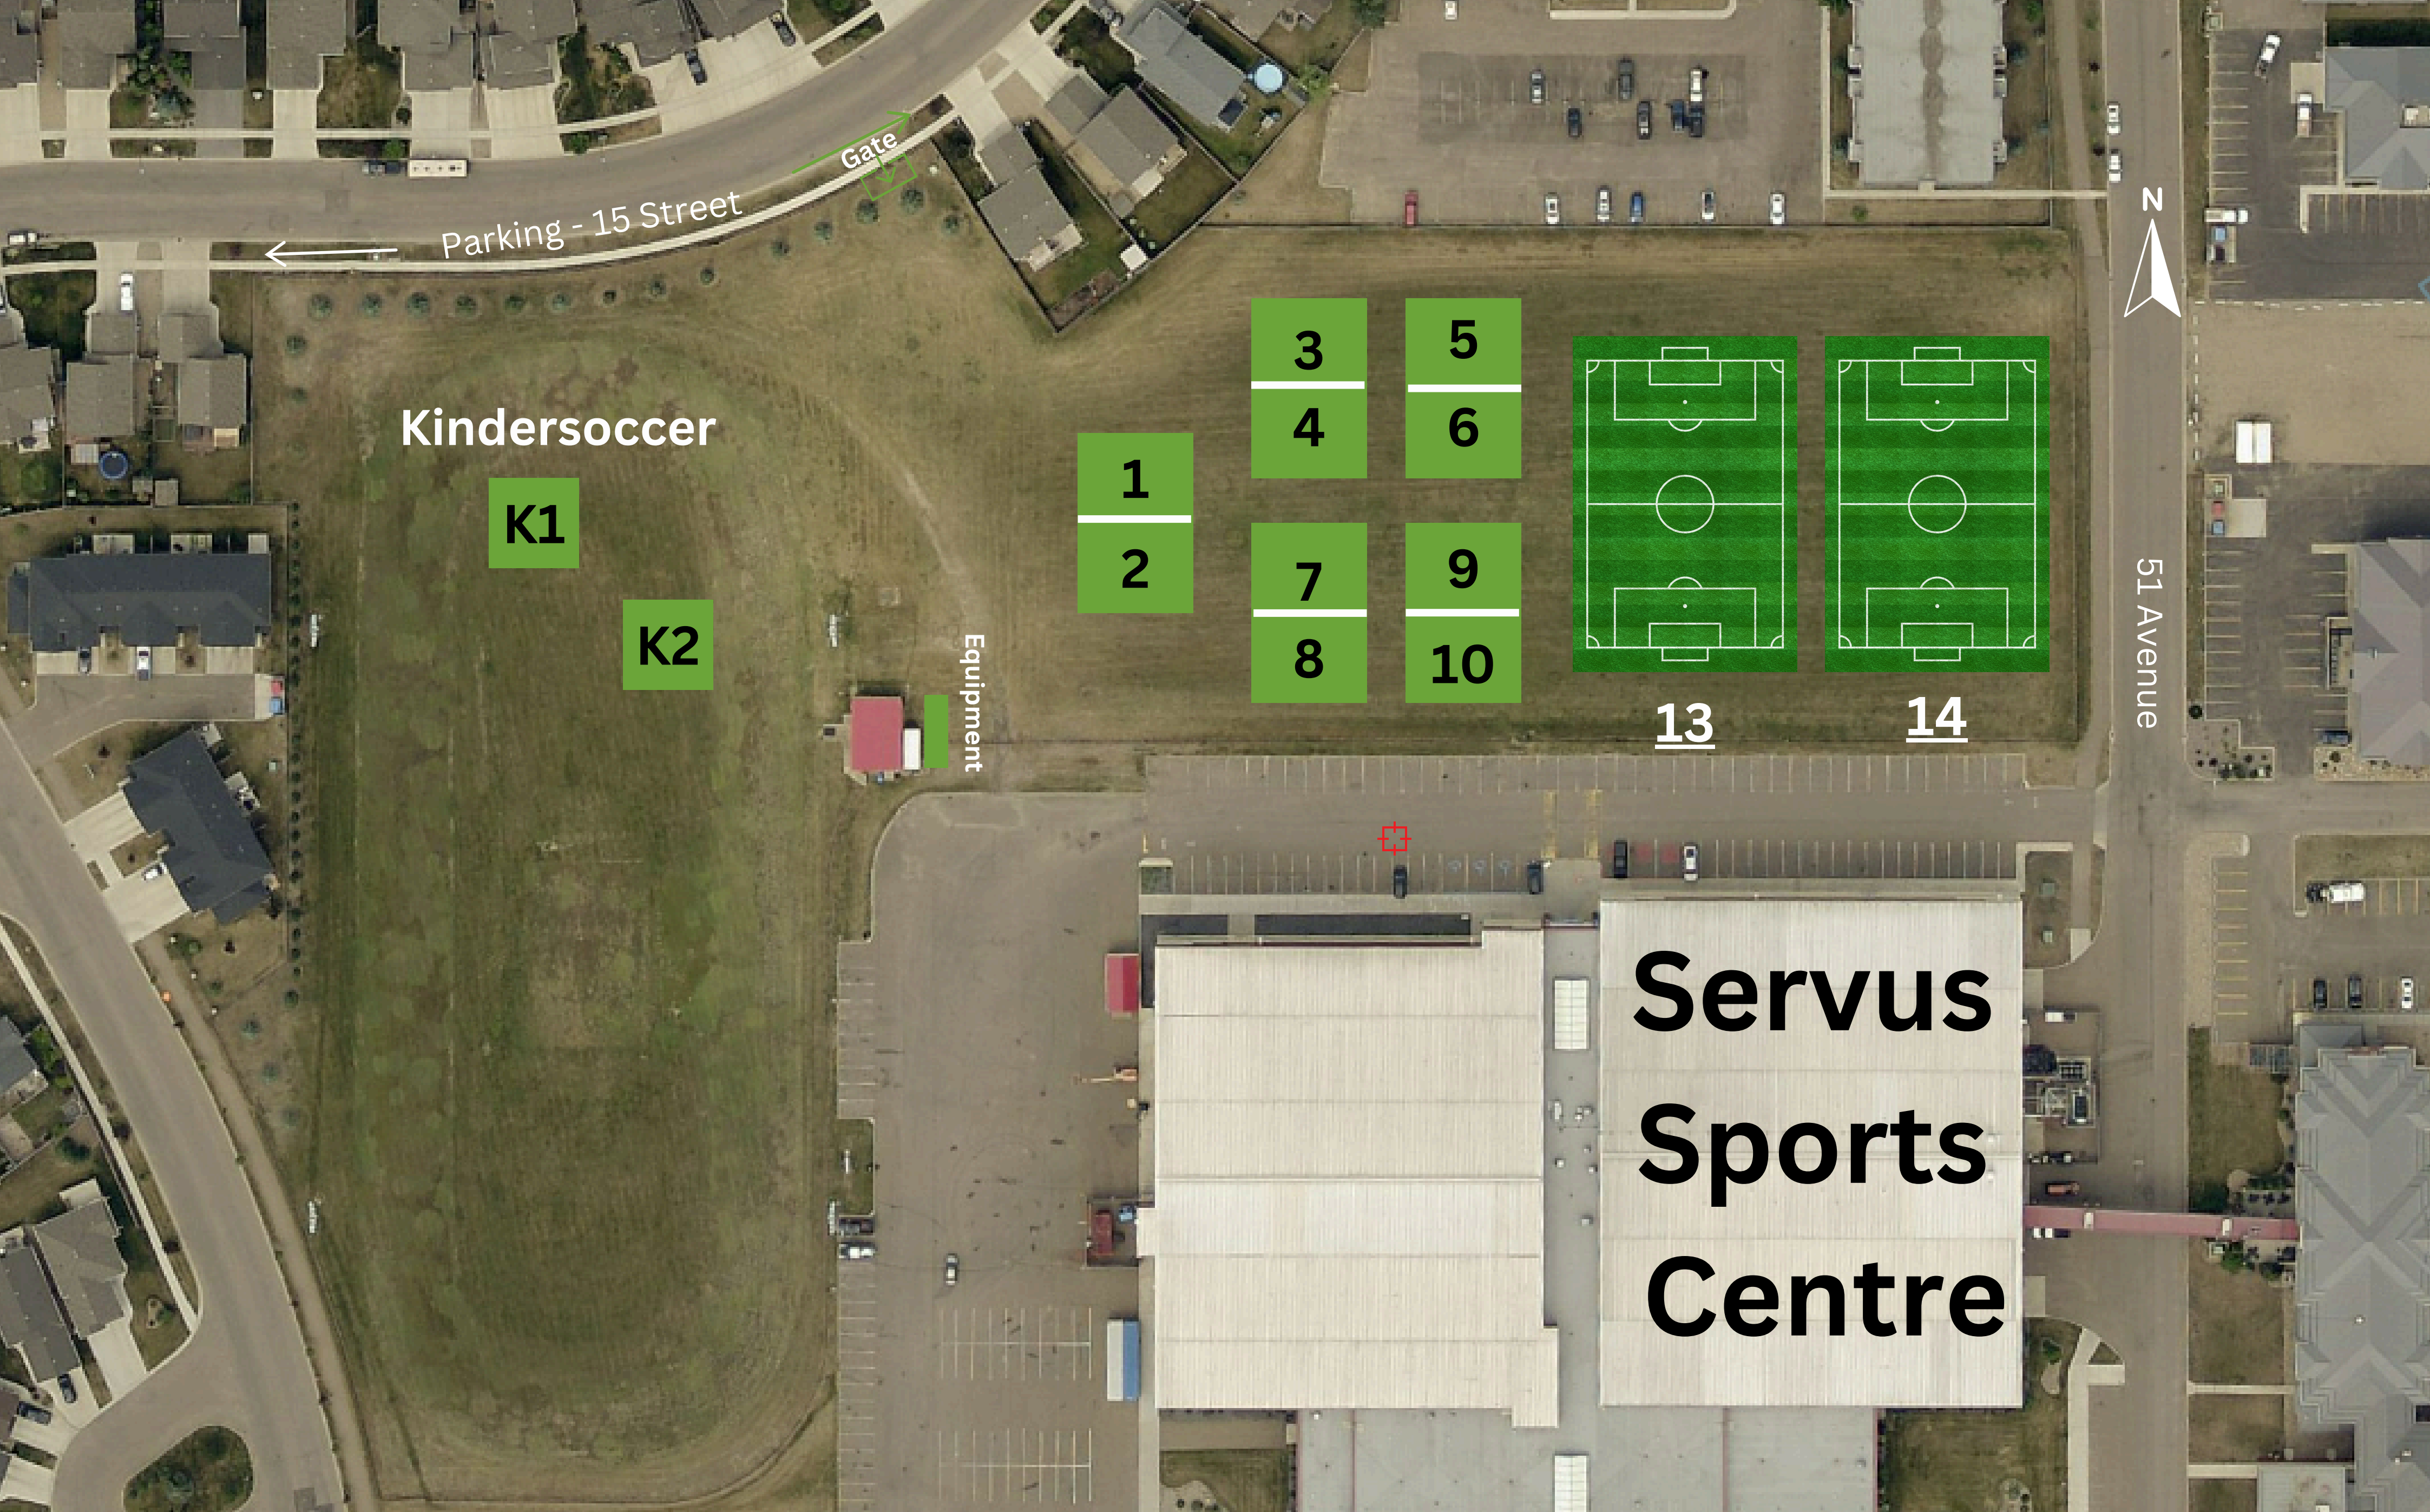 Gate
Parking - 15 Street
N
Kindersoccer
K1
K2
1
2
3
4
5
6
7
8
9
10
13
14
Equipment
51 Avenue
Servus
Sports
Centre